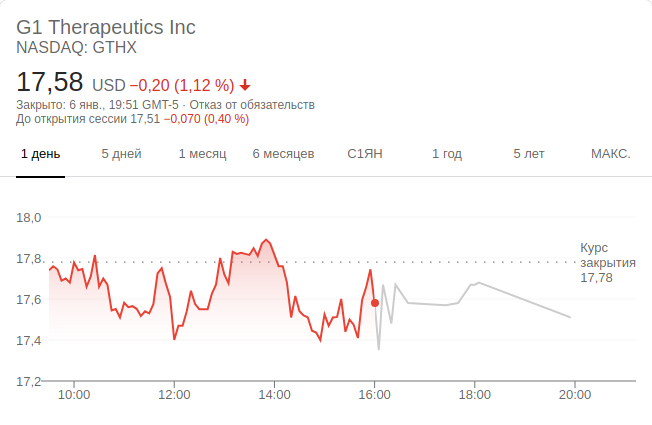 G1 Therapeutics Inc
NASDAQ: GTHX
17,58 USD −0,20 (1,12 %)
Закрыто: 6 янв., 19:51 GMT-5 · Отказ от обязательств
До открытия сессии 17,51 −0,070 (0,40 %)
1 день 5 дней 1 месяц 6 месяцев С1ЯН 1 год 5 лет МАКС.
18,0
17,8
17,6
17,4
17,2
Курс
закрытия
17,78
10:00 12:00 14:00 16:00 18:00 20:00